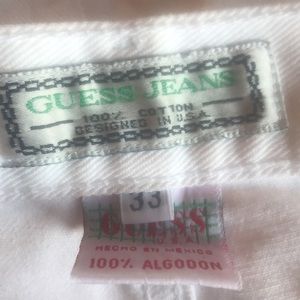 GUESS JEANS
100% COTTON
DESIGNED IN U.S.A.
33
GUESS
U.S.A.
HECHO EN MEXICO
100% ALGODON